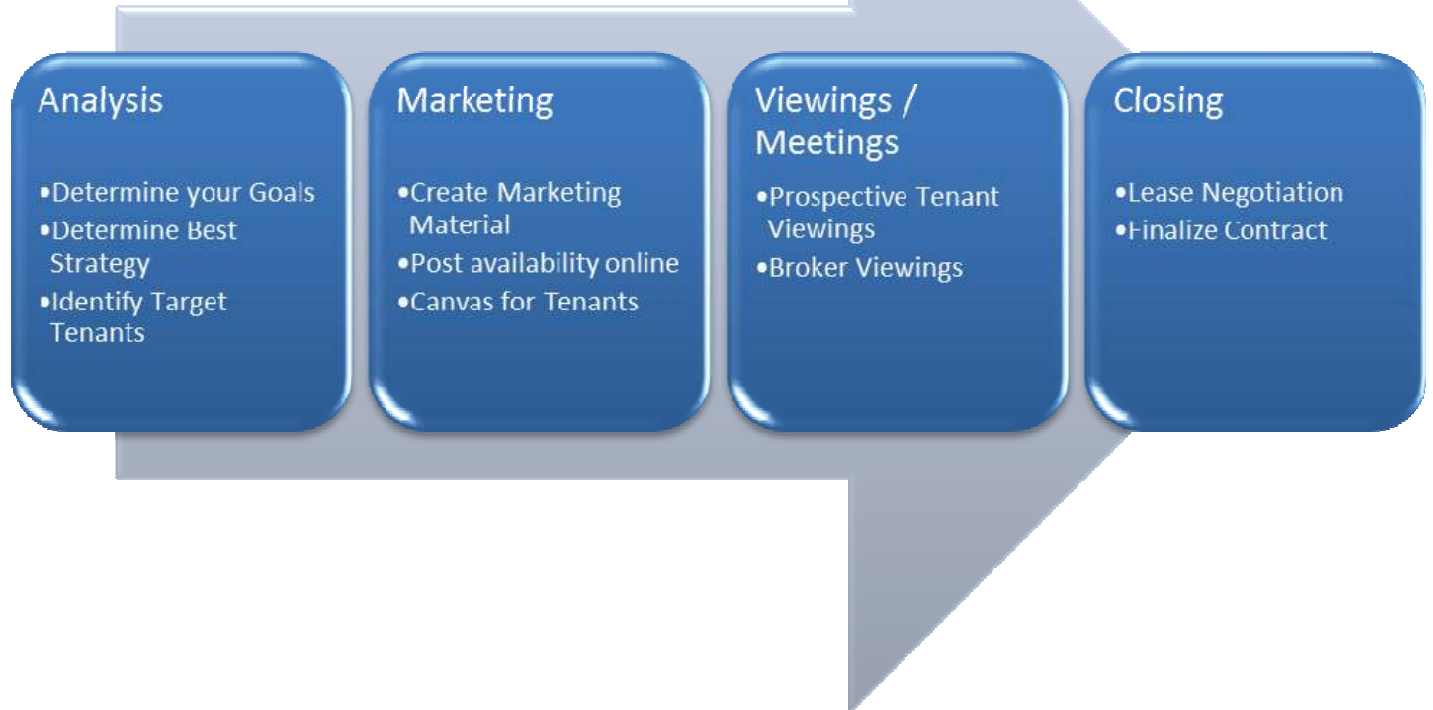 Analysis
•Determine your Goals
•Determine Best
Strategy
•Identify Target
Tenants
Marketing
•Create Marketing
Material
•Post availability online
•Canvas for Tenants
Viewings /
Meetings
•Prospective Tenant
Viewings
•Broker Viewings
Closing
•Lease Negotiation
•Finalize Contract